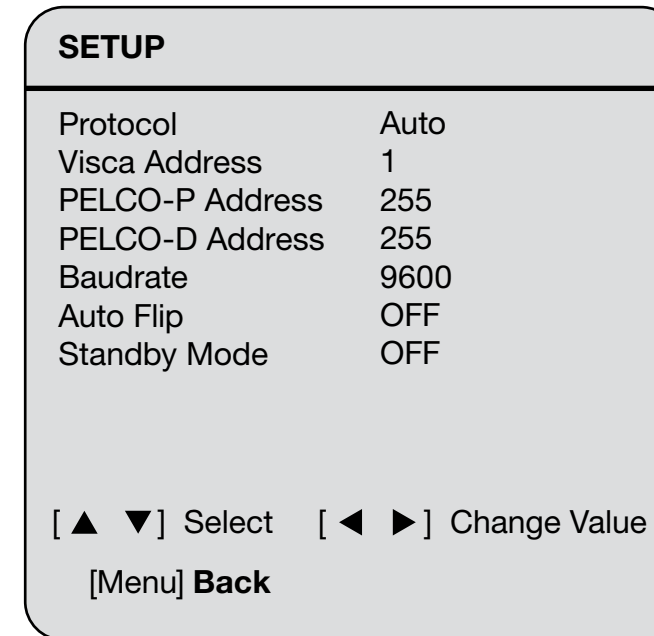 SETUP
Protocol Auto
Visca Address 1
PELCO-P Address 255
PELCO-D Address 255
Baudrate 9600
Auto Flip OFF
Standby Mode OFF
[ ▲ ▼ ] Select [ ◀ ▶ ] Change Value
[Menu] Back